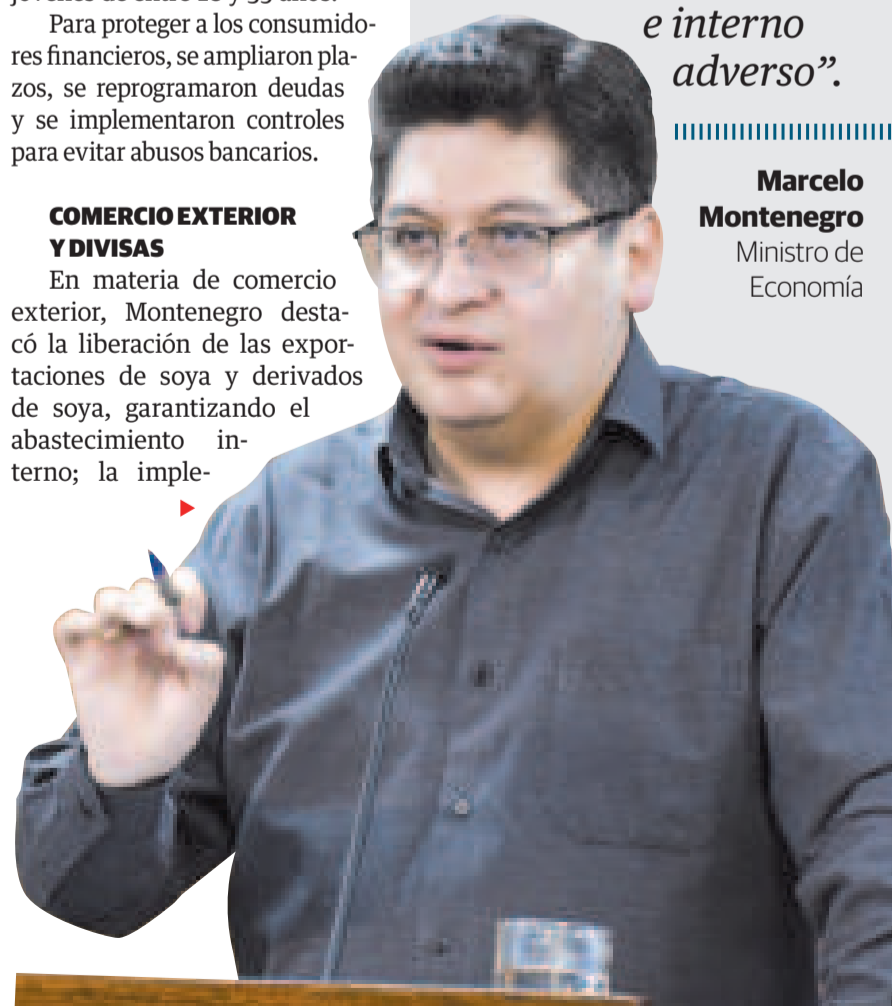 Para proteger a los consumido-
res financieros, se ampliaron pla-
zos, se reprogramaron deudas
y se implementaron controles
para evitar abusos bancarios.
COMERCIO EXTERIOR
Y DIVISAS
En materia de comercio
exterior, Montenegro desta-
có la liberación de las expor-
taciones de soya y derivados
de soya, garantizando el
abastecimiento in-
terno; la imple-
e interno
adverso”.
Marcelo
Montenegro
Ministro de
Economía